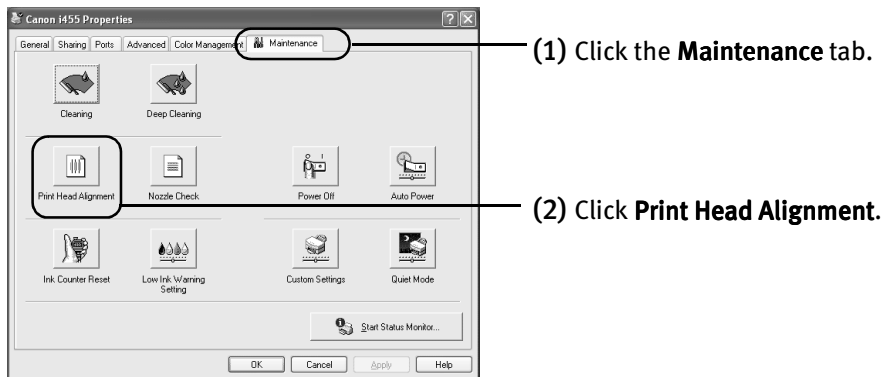 Canon i455 Properties
General Sharing Ports Advanced Color Management Maintenance
(1) Click the Maintenance tab.
Cleaning Deep Cleaning
Print Head Alignment Nozzle Check Power Off Auto Power
(2) Click Print Head Alignment.
Ink Counter Reset Low Ink Warning Custom Settings Quiet Mode
Setting
Start Status Monitor...
OK Cancel Apply Help